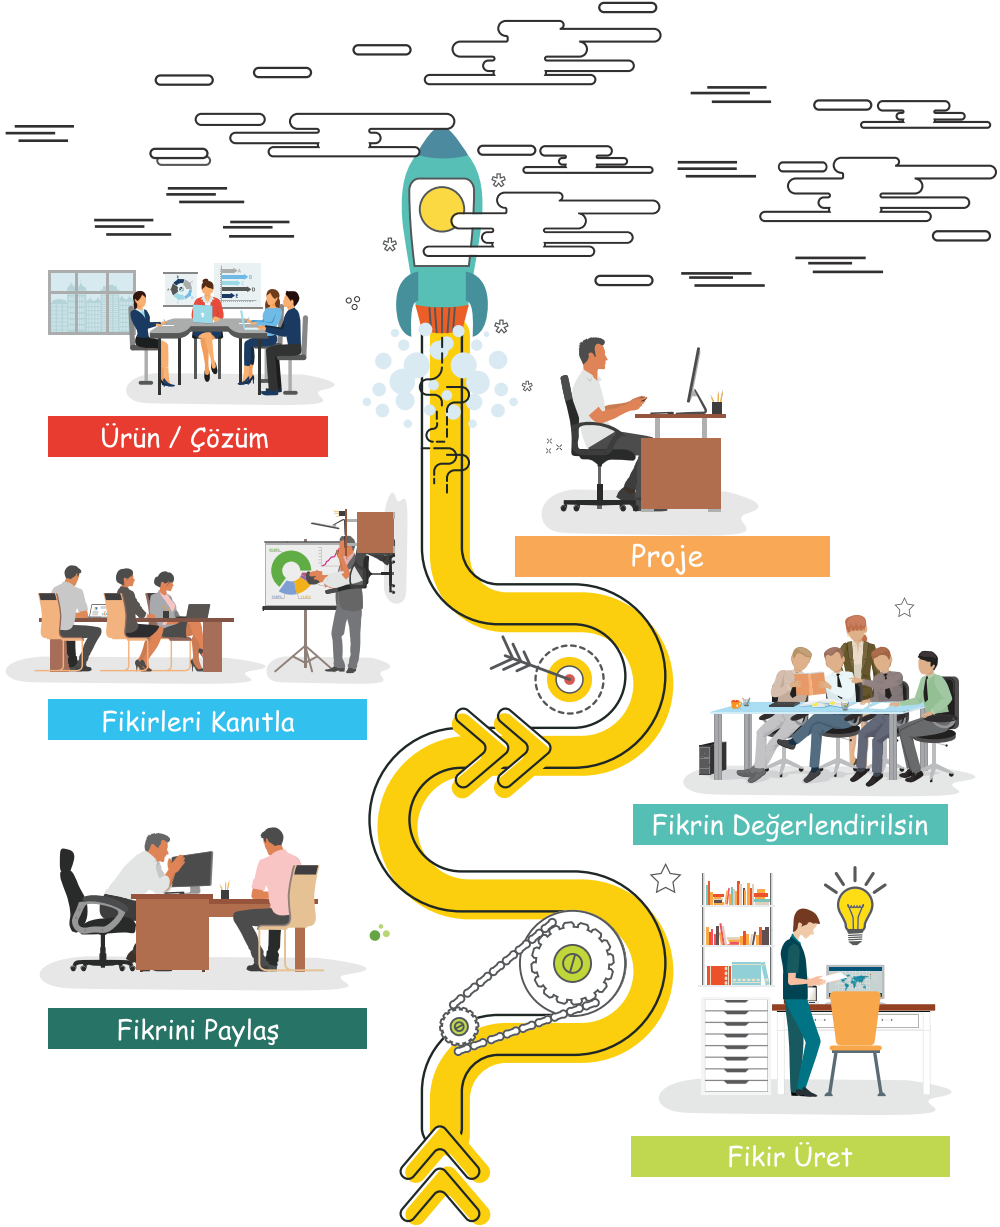 Ürün / Çözüm
Proje
Fikirleri Kanıtla
Fikrin Değerlendirilsin
Fikrini Paylaş
Fikir Üret